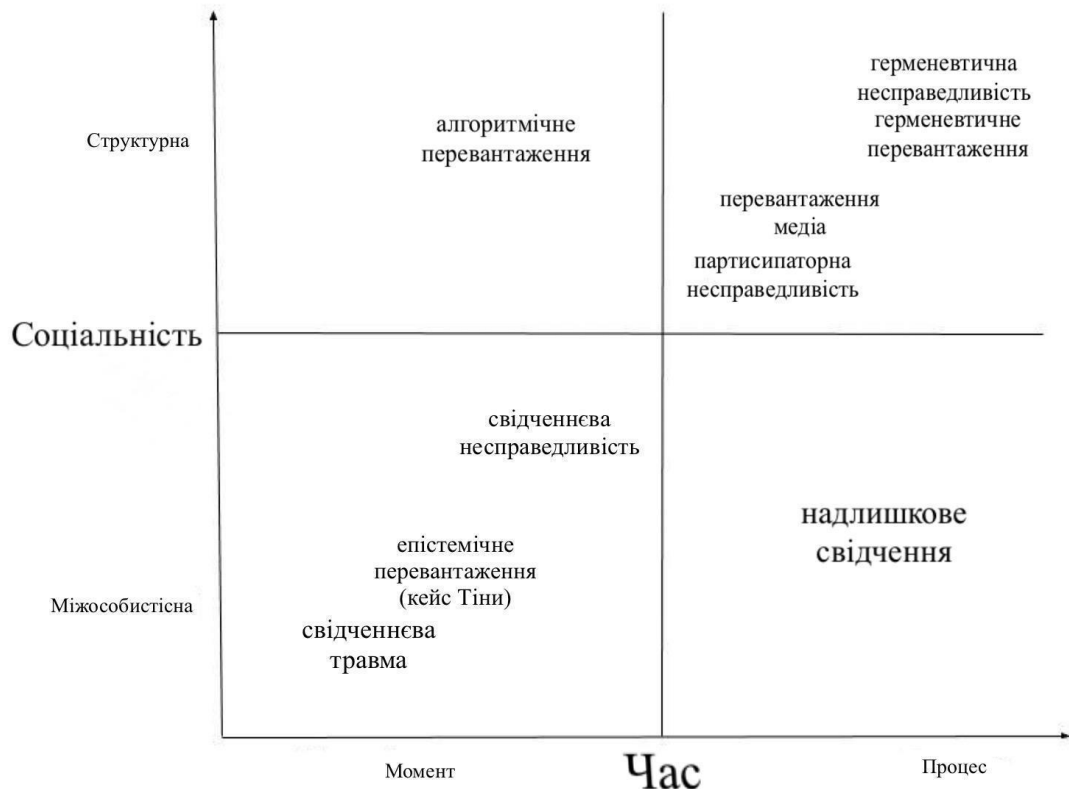 герменевтична
несправедливість
герменевтичне
перевантаження
алгоритмічне
перевантаження
Структурна
перевантаження
медіа
партисипаторна
несправедливість
Соціальність
свідченнєва
несправедливість
надлишкове
свідчення
епістемічне
перевантаження
(кейс Тіни)
Міжособистісна
свідченнєва
травма
Момент
Час
Процес